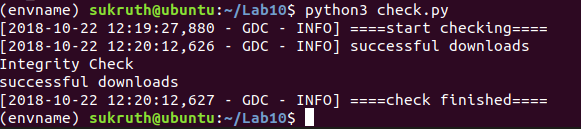 (envname) sukruth@ubuntu:~/Lab10$ python3 check.py
[2018-10-22 12:19:27,880 - GDC - INFO] ====start checking====
[2018-10-22 12:20:12,626 - GDC - INFO] successful downloads
Integrity Check
successful downloads
[2018-10-22 12:20:12,627 - GDC - INFO] ====check finished====
(envname) sukruth@ubuntu:~/Lab10$